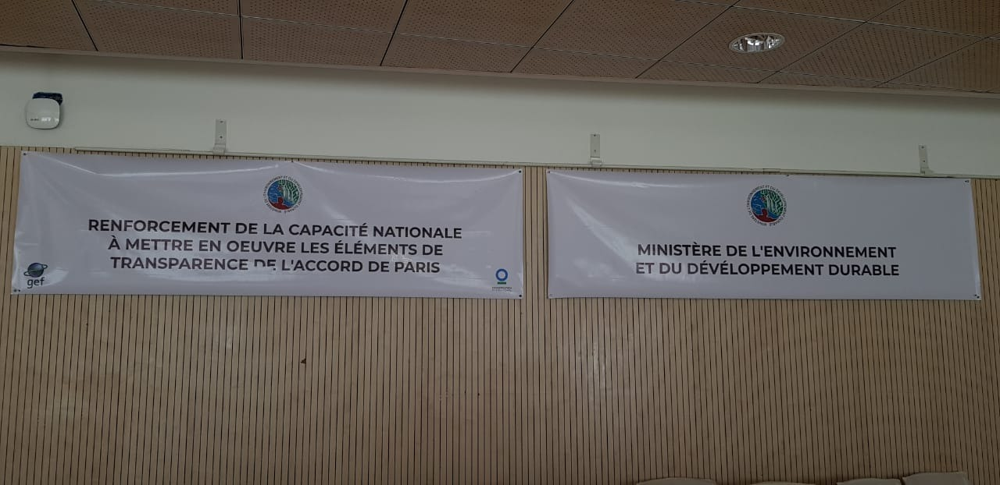 RENFORCEMENT DE LA CAPACITÉ NATIONALE
À METTRE EN OEUVRE LES ÉLÉMENTS DE
TRANSPARENCE DE L'ACCORD DE PARIS
gef
MINISTÈRE DE L'ENVIRONNEMENT
ET DU DÉVELOPPEMENT DURABLE